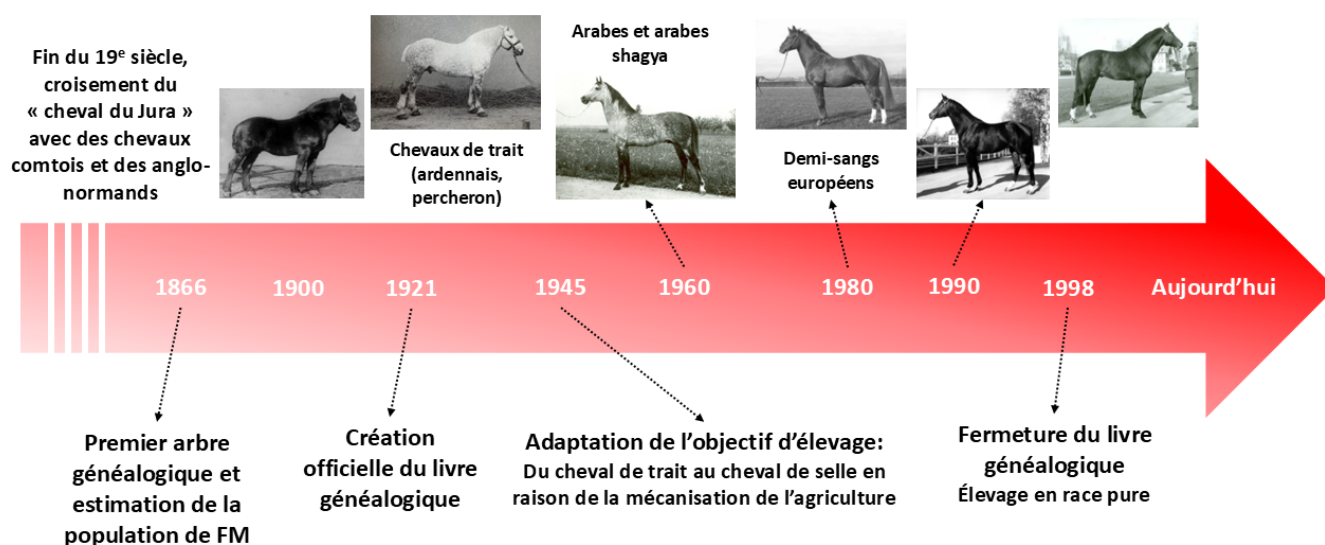 Fin du 19e siècle,
croisement du
« cheval du Jura »
avec des chevaux
comtois et des anglo-
normands
Chevaux de trait
(ardennais,
percheron)
Arabes et arabes
shagya
Demi-sangs
européens
1866
1900
1921
1945
1960
1980
1990
1998
Aujourd’hui
Premier arbre
généalogique et
estimation de la
population de FM
Création
officielle du livre
généalogique
Adaptation de l’objectif d’élevage:
Du cheval de trait au cheval de selle en
raison de la mécanisation de l’agriculture
Fermeture du livre
généalogique
Élevage en race pure